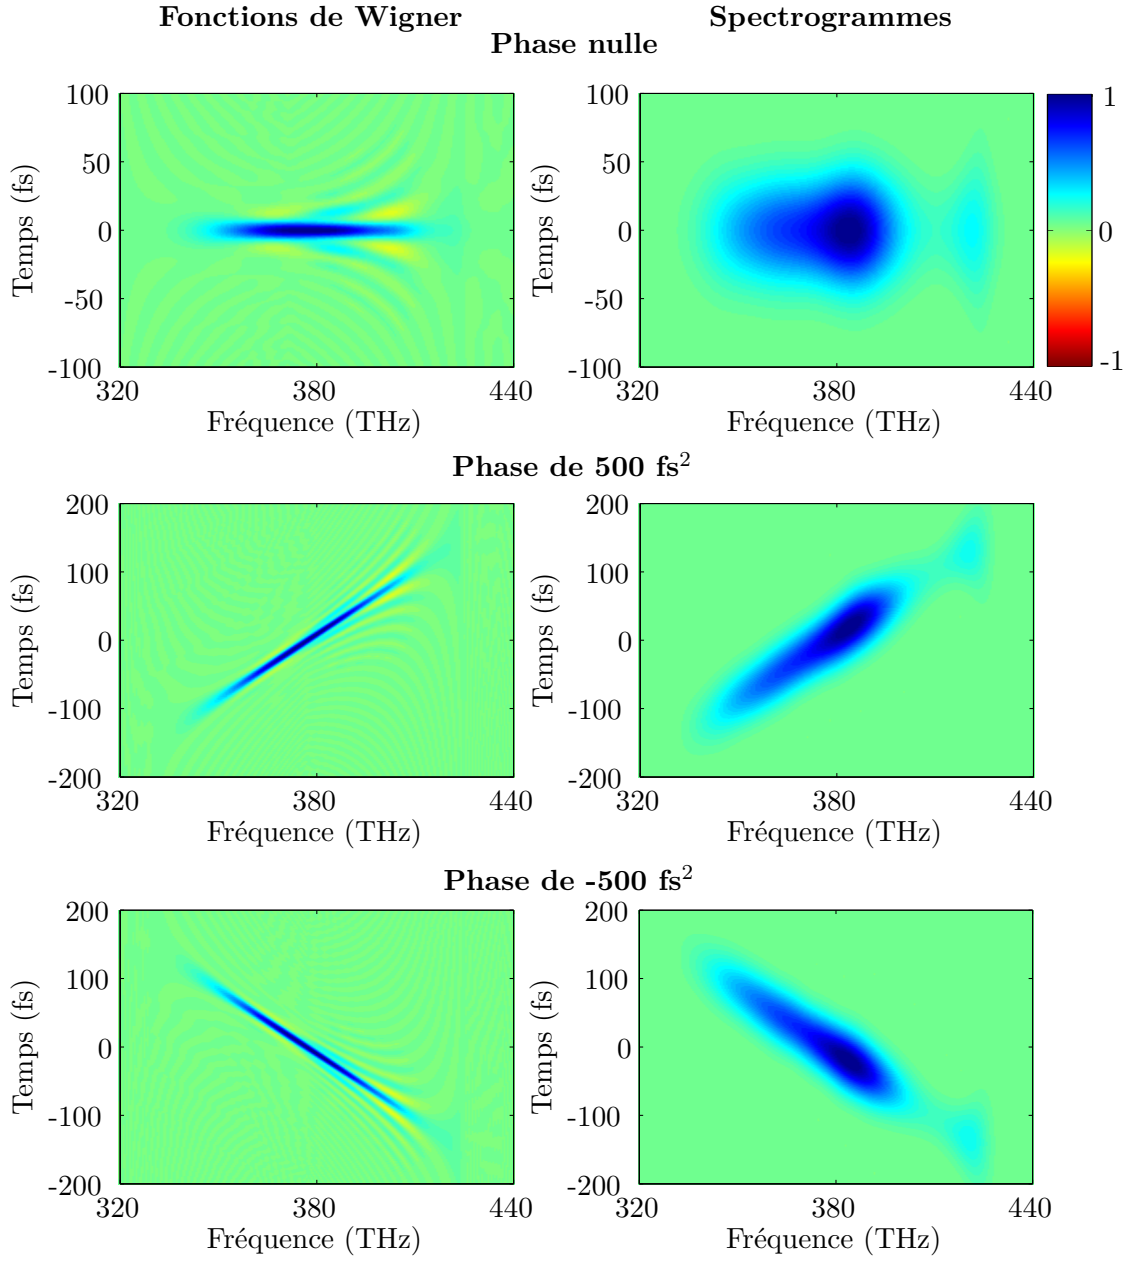 Fonctions de Wigner Spectrogrammes
Phase nulle
100 50 0 -50 -100
Temps (fs)
320 380 440
Fréquence (THz)
100 50 0 -50 -100
Temps (fs)
320 380 440
Fréquence (THz)
1 0 -1
Phase de 500 fs²
200 100 0 -100 -200
Temps (fs)
320 380 440
Fréquence (THz)
200 100 0 -100 -200
Temps (fs)
320 380 440
Fréquence (THz)
Phase de -500 fs²
200 100 0 -100 -200
Temps (fs)
320 380 440
Fréquence (THz)
200 100 0 -100 -200
Temps (fs)
320 380 440
Fréquence (THz)